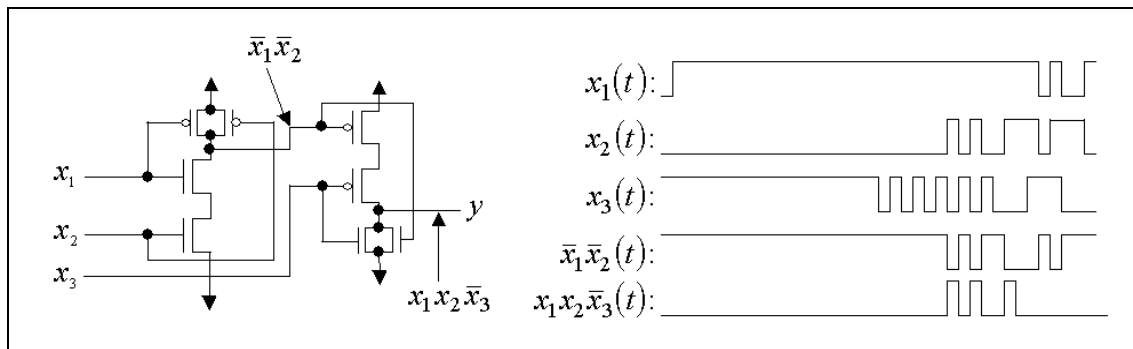 x̄₁x̄₂
x₁
x₂
x₃
y
x₁x₂x̄₃
x₁(t):
x₂(t):
x₃(t):
x̄₁x̄₂(t):
x₁x₂x̄₃(t):